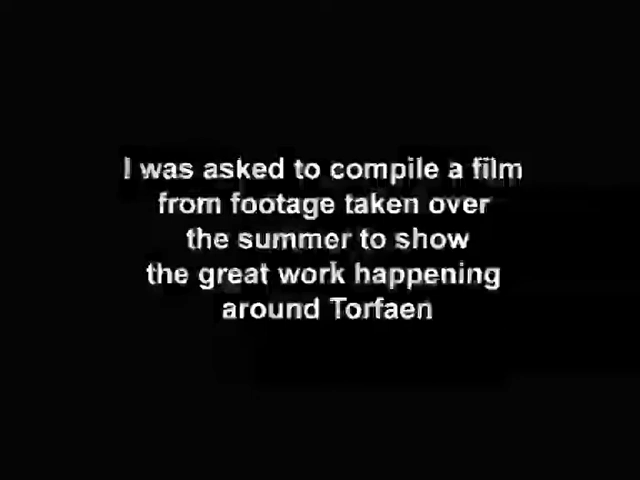 I was asked to compile a film
from footage taken over
the summer to show
the great work happening
around Torfaen